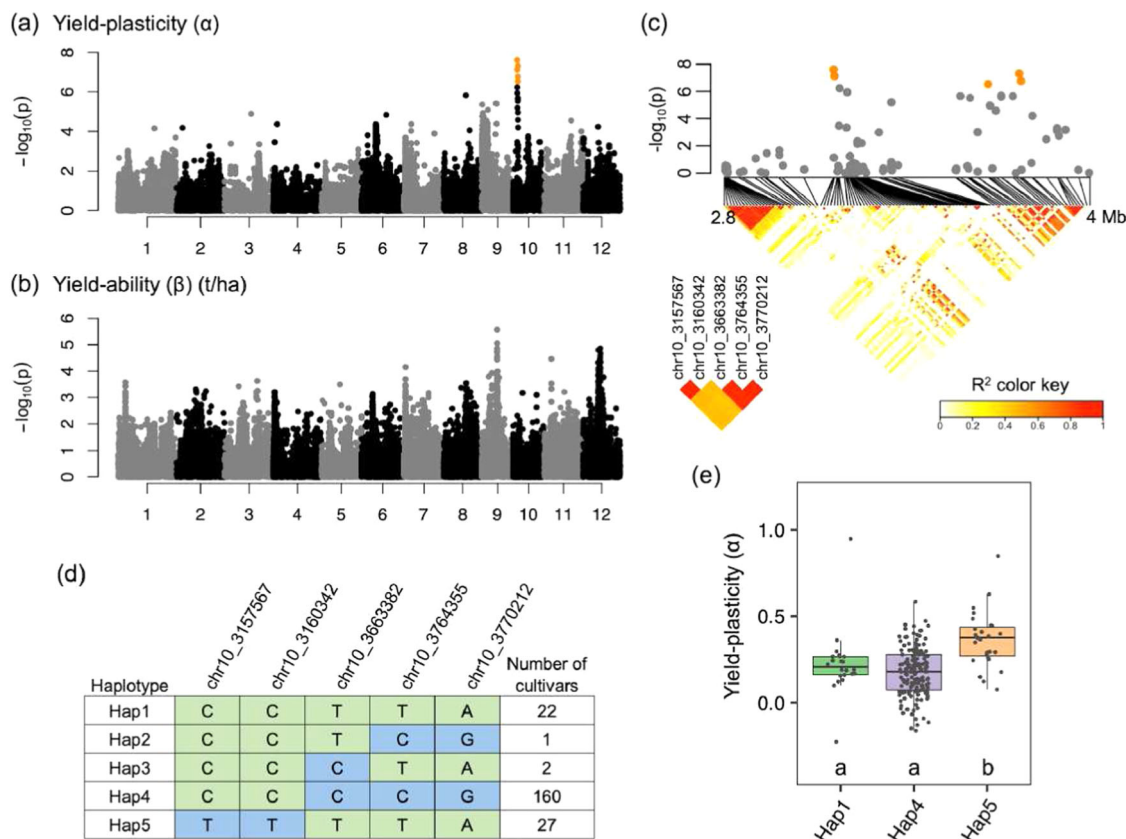 (a) Yield-plasticity (α)
8
6
4
2
0
−log10(p)
1 2 3 4 5 6 7 8 9 10 11 12
(b) Yield-ability (β) (t/ha)
6
5
4
3
2
1
0
−log10(p)
1 2 3 4 5 6 7 8 9 10 11 12
(c)
8
6
4
2
0
-log10(p)
2.8 4 Mb
chr10_3157567
chr10_3160342
chr10_3663382
chr10_3764355
chr10_3770212
R² color key
0 0.2 0.4 0.6 0.8 1
(d)
Haplotype chr10_3157567 chr10_3160342 chr10_3663382 chr10_3764355 chr10_3770212 Number of cultivars
Hap1 C C T T A 22
Hap2 C C T C G 1
Hap3 C C C T A 2
Hap4 C C C C G 160
Hap5 T T T T A 27
(e)
Yield-plasticity (α)
1.0
0.5
0.0
a a b
Hap1 Hap4 Hap5